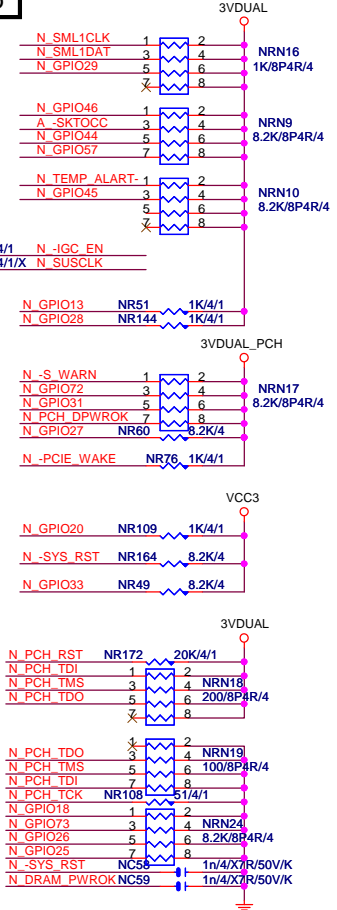 3VDUAL
N_SML1CLK 1 2
N_SML1DAT 3 4 NRN16
N_GPIO29 5 6 1K/8P4R/4
7 8
N_GPIO46 1 2
A_-SKTOCC 3 4 NRN9
N_GPIO44 5 6 8.2K/8P4R/4
N_GPIO57 7 8
N_TEMP_ALART- 1 2
N_GPIO45 3 4 NRN10
5 6 8.2K/8P4R/4
7 8
4/1 N_-IGC_EN
4/1/X N_SUSCLK
N_GPIO13 NR51 1K/4/1
N_GPIO28 NR144 1K/4/1
3VDUAL_PCH
N_-S_WARN 1 2
N_GPIO72 3 4 NRN17
N_GPIO31 5 6 8.2K/8P4R/4
N_PCH_DPWROK 7 8
N_GPIO27 NR60 8.2K/4
N_-PCIE_WAKE NR76 1K/4/1
VCC3
N_GPIO20 NR109 1K/4/1
N_-SYS_RST NR164 8.2K/4
N_GPIO33 NR49 8.2K/4
3VDUAL
N_PCH_RST NR172 20K/4/1
N_PCH_TDI 1 2
N_PCH_TMS 3 4 NRN18
N_PCH_TDO 5 6 200/8P4R/4
7 8
1 2
N_PCH_TDO 3 4 NRN19
N_PCH_TMS 5 6 100/8P4R/4
N_PCH_TDI 7 8
N_PCH_TCK NR108 51/4/1
N_GPIO18 1 2
N_GPIO73 3 4 NRN24
N_GPIO26 5 6 8.2K/8P4R/4
N_GPIO25 7 8
N_-SYS_RST NC58 1n/4/X7R/50V/K
N_DRAM_PWROK NC59 1n/4/X7R/50V/K